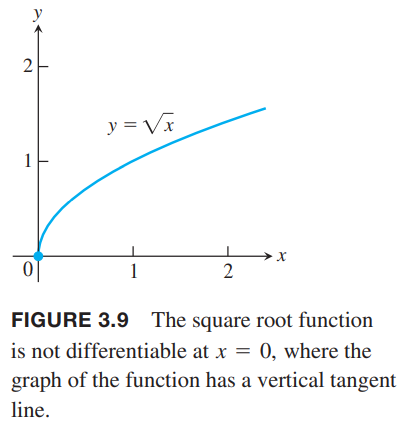 y
2
y = √x
1
x
0
1
2
FIGURE 3.9 The square root function
is not differentiable at x = 0, where the
graph of the function has a vertical tangent
line.